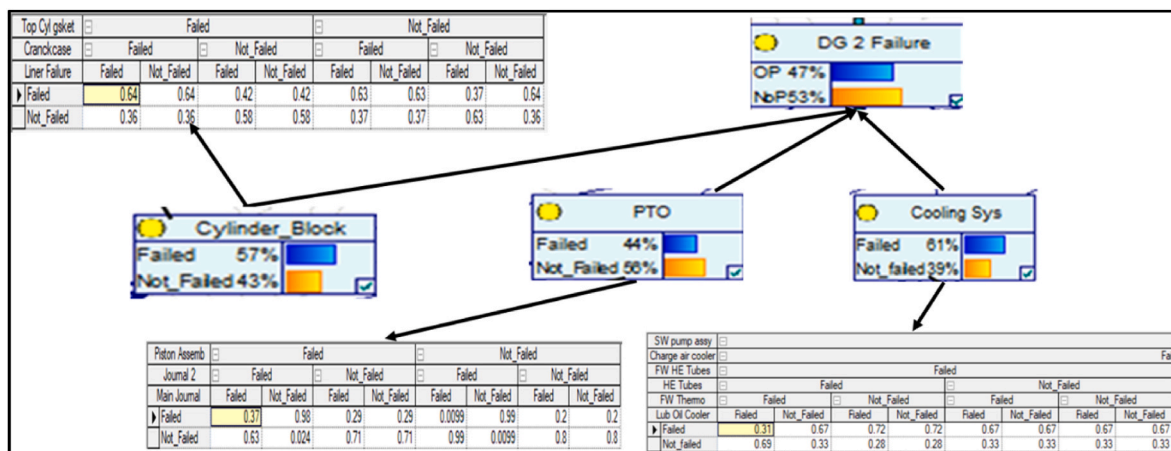 Top Cyl gsket Failed Not_Failed
Cranckcase Failed Not_Failed Failed Not_Failed
Liner Failure Failed Not_Failed Failed Not_Failed Failed Not_Failed Failed Not_Failed
Failed 0.64 0.64 0.42 0.42 0.63 0.63 0.37 0.64
Not_Failed 0.36 0.36 0.58 0.58 0.37 0.37 0.63 0.36
DG 2 Failure
OP 47%
NoP53%
Cylinder_Block
Failed 57%
Not_Failed 43%
PTO
Failed 44%
Not_Failed 56%
Cooling Sys
Failed 61%
Not_failed 39%
Piston Assemb Failed Not_Failed
Journal 2 Failed Not_Failed Failed Not_Failed
Main Journal Failed Not_Failed Failed Not_Failed Failed Not_Failed Failed Not_Failed
Failed 0.37 0.98 0.29 0.29 0.0099 0.99 0.2 0.2
Not_Failed 0.63 0.024 0.71 0.71 0.99 0.0099 0.8 0.8
SW pump assy
Charge air cooler Fa
FW HE Tubes Failed
HE Tubes Failed Not_Failed
FW Thermo Failed Not_Failed Failed Not_Failed
Lub Oil Cooler Failed Not_Failed Failed Not_Failed Failed Not_Failed Failed Not_Failed
Failed 0.31 0.67 0.72 0.72 0.67 0.67 0.67 0.67
Not_failed 0.69 0.33 0.28 0.28 0.33 0.33 0.33 0.33